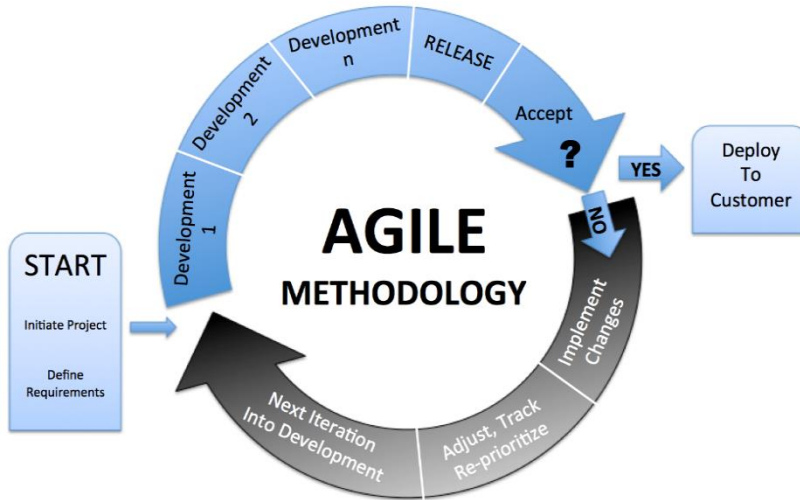 START
Initiate Project
Define
Requirements
Development
1
Development
2
Development
n
RELEASE
Accept
?
YES
Deploy
To
Customer
NO
Implement
Changes
Adjust, Track
Re-prioritize
Next Iteration
Into Development
AGILE
METHODOLOGY